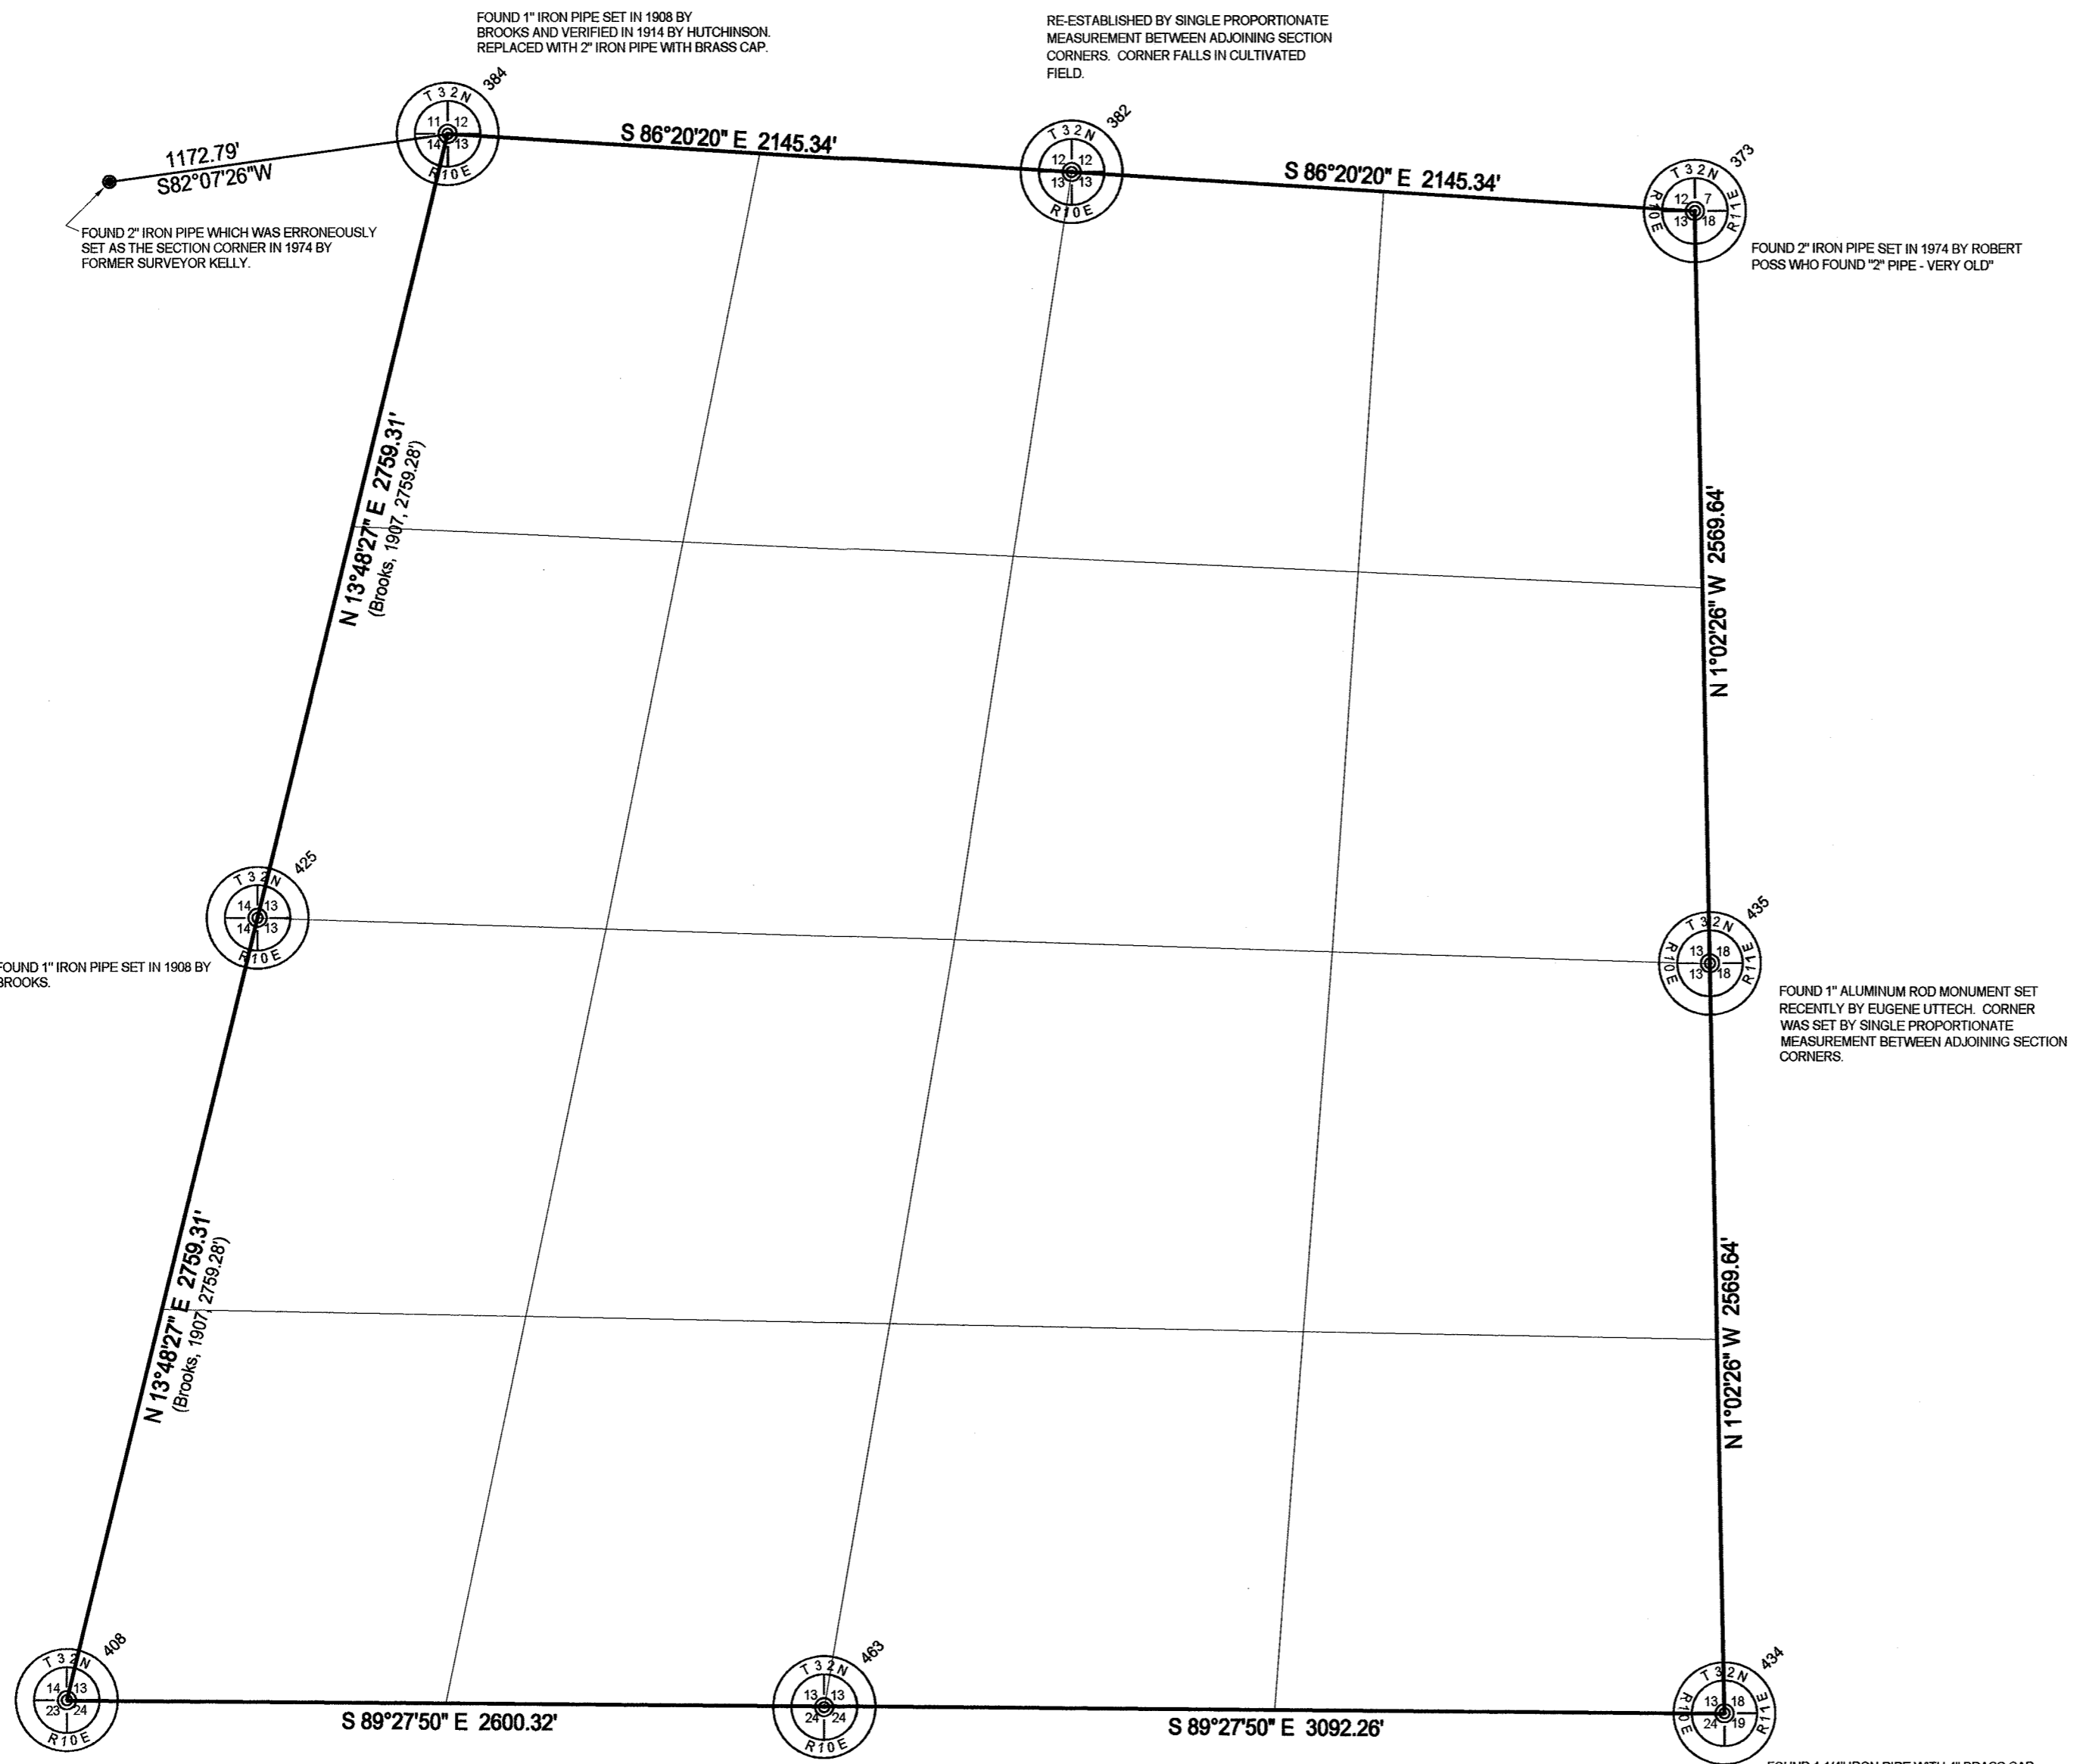 FOUND 1" IRON PIPE SET IN 1908 BY
BROOKS AND VERIFIED IN 1914 BY HUTCHINSON.
REPLACED WITH 2" IRON PIPE WITH BRASS CAP.
RE-ESTABLISHED BY SINGLE PROPORTIONATE
MEASUREMENT BETWEEN ADJOINING SECTION
CORNERS. CORNER FALLS IN CULTIVATED
FIELD.
384
T 3 2 N
11 12
14 13
R 1 0 E
S 86°20'20" E 2145.34'
382
T 3 2 N
12 12
13 13
R 1 0 E
S 86°20'20" E 2145.34'
373
T 3 2 N
R 1 0 E
12 7
13 18
R 1 1 E
1172.79'
S82°07'26"W
FOUND 2" IRON PIPE WHICH WAS ERRONEOUSLY
SET AS THE SECTION CORNER IN 1974 BY
FORMER SURVEYOR KELLY.
FOUND 2" IRON PIPE SET IN 1974 BY ROBERT
POSS WHO FOUND "2" PIPE - VERY OLD"
N 13°48'27" E 2759.31'
(Brooks, 1907, 2759.28')
N 1°02'26" W 2569.64'
425
T 3 2 N
14 13
14 13
R 1 0 E
FOUND 1" IRON PIPE SET IN 1908 BY
BROOKS.
435
T 3 2 N
R 1 0 E
13 18
13 18
R 1 1 E
FOUND 1" ALUMINUM ROD MONUMENT SET
RECENTLY BY EUGENE UTTECH. CORNER
WAS SET BY SINGLE PROPORTIONATE
MEASUREMENT BETWEEN ADJOINING SECTION
CORNERS.
N 13°48'27" E 2759.31'
(Brooks, 1907, 2759.28')
N 1°02'26" W 2569.64'
408
T 3 2 N
14 13
23 24
R 1 0 E
S 89°27'50" E 2600.32'
463
T 3 2 N
13 13
24 24
R 1 0 E
S 89°27'50" E 3092.26'
434
T 3 2 N
R 1 0 E
13 18
24 19
R 1 1 E